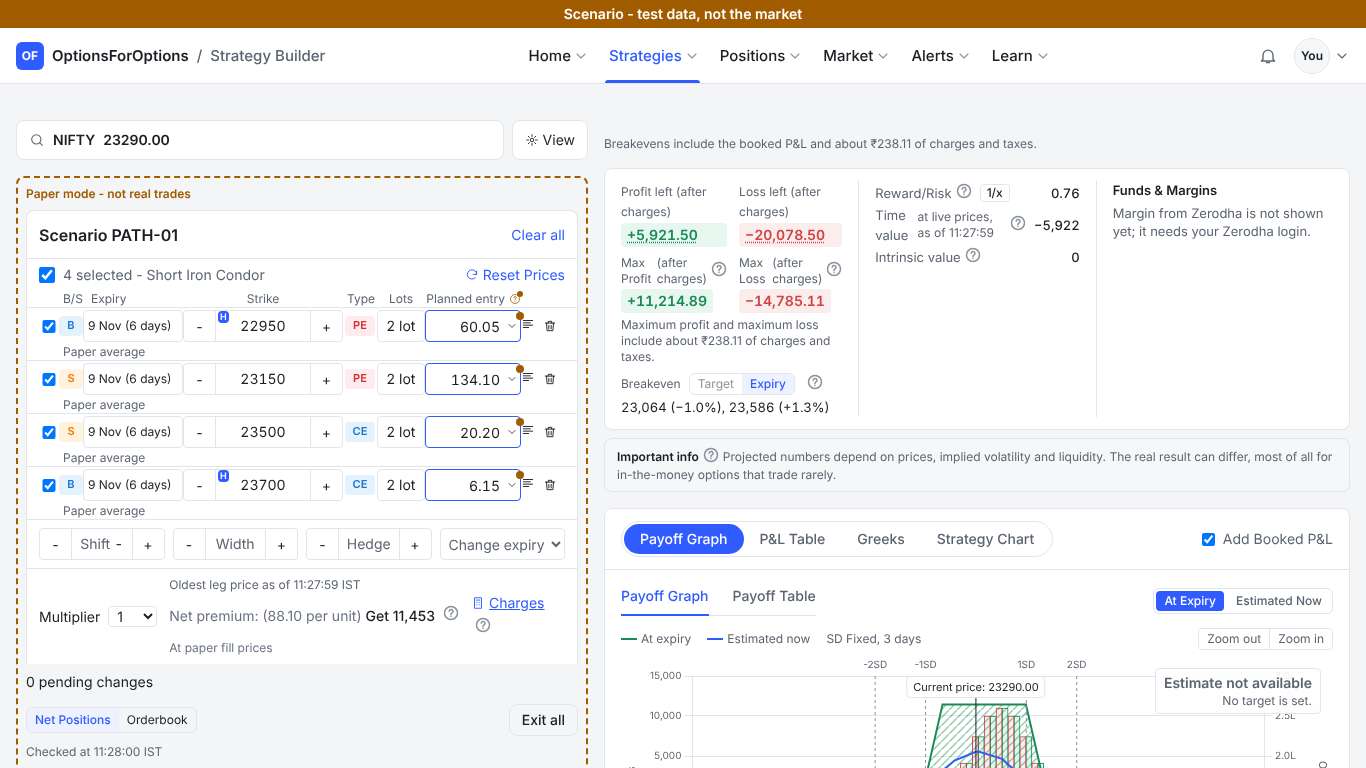 Scenario - test data, not the market
OF OptionsForOptions / Strategy Builder Home Strategies Positions Market Alerts Learn You
NIFTY 23290.00 View
Paper mode - not real trades
Scenario PATH-01 Clear all
4 selected - Short Iron Condor Reset Prices
B/S Expiry Strike Type Lots Planned entry
B 9 Nov (6 days) - H 22950 + PE 2 lot 60.05
Paper average
S 9 Nov (6 days) - 23150 + PE 2 lot 134.10
Paper average
S 9 Nov (6 days) - 23500 + CE 2 lot 20.20
Paper average
B 9 Nov (6 days) - H 23700 + CE 2 lot 6.15
Paper average
- Shift - + - Width + - Hedge + Change expiry
Oldest leg price as of 11:27:59 IST
Multiplier 1 Net premium: (88.10 per unit) Get 11,453 Charges
At paper fill prices
0 pending changes
Net Positions Orderbook Exit all
Checked at 11:28:00 IST
Breakevens include the booked P&L and about ₹238.11 of charges and taxes.
Profit left (after charges) +5,921.50
Loss left (after charges) −20,078.50
Max Profit (after charges) +11,214.89
Max Loss (after charges) −14,785.11
Maximum profit and maximum loss
include about ₹238.11 of charges and
taxes.
Breakeven Target Expiry
23,064 (−1.0%), 23,586 (+1.3%)
Reward/Risk 1/x 0.76
Time value at live prices, as of 11:27:59 −5,922
Intrinsic value 0
Funds & Margins
Margin from Zerodha is not shown
yet; it needs your Zerodha login.
Important info Projected numbers depend on prices, implied volatility and liquidity. The real result can differ, most of all for
in-the-money options that trade rarely.
Payoff Graph P&L Table Greeks Strategy Chart Add Booked P&L
Payoff Graph Payoff Table At Expiry Estimated Now
At expiry Estimated now SD Fixed, 3 days Zoom out Zoom in
-2SD -1SD 1SD 2SD
15,000
Current price: 23290.00
Estimate not available
No target is set.
10,000 2.5L
5,000 2.0L